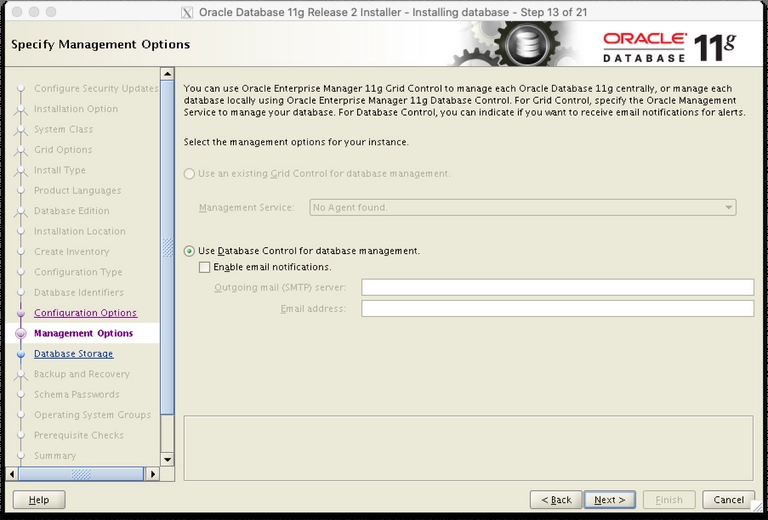 Oracle Database 11g Release 2 Installer - Installing database - Step 13 of 21
Specify Management Options
ORACLE
DATABASE 11g
Configure Security Updates
Installation Option
System Class
Grid Options
Install Type
Product Languages
Database Edition
Installation Location
Create Inventory
Configuration Type
Database Identifiers
Configuration Options
Management Options
Database Storage
Backup and Recovery
Schema Passwords
Operating System Groups
Prerequisite Checks
Summary
You can use Oracle Enterprise Manager 11g Grid Control to manage each Oracle Database 11g centrally, or manage each
database locally using Oracle Enterprise Manager 11g Database Control. For Grid Control, specify the Oracle Management
Service to manage your database. For Database Control, you can indicate if you want to receive email notifications for alerts.
Select the management options for your instance.
Use an existing Grid Control for database management.
Management Service: No Agent found.
Use Database Control for database management.
Enable email notifications.
Outgoing mail (SMTP) server:
Email address:
Help
< Back
Next >
Finish
Cancel